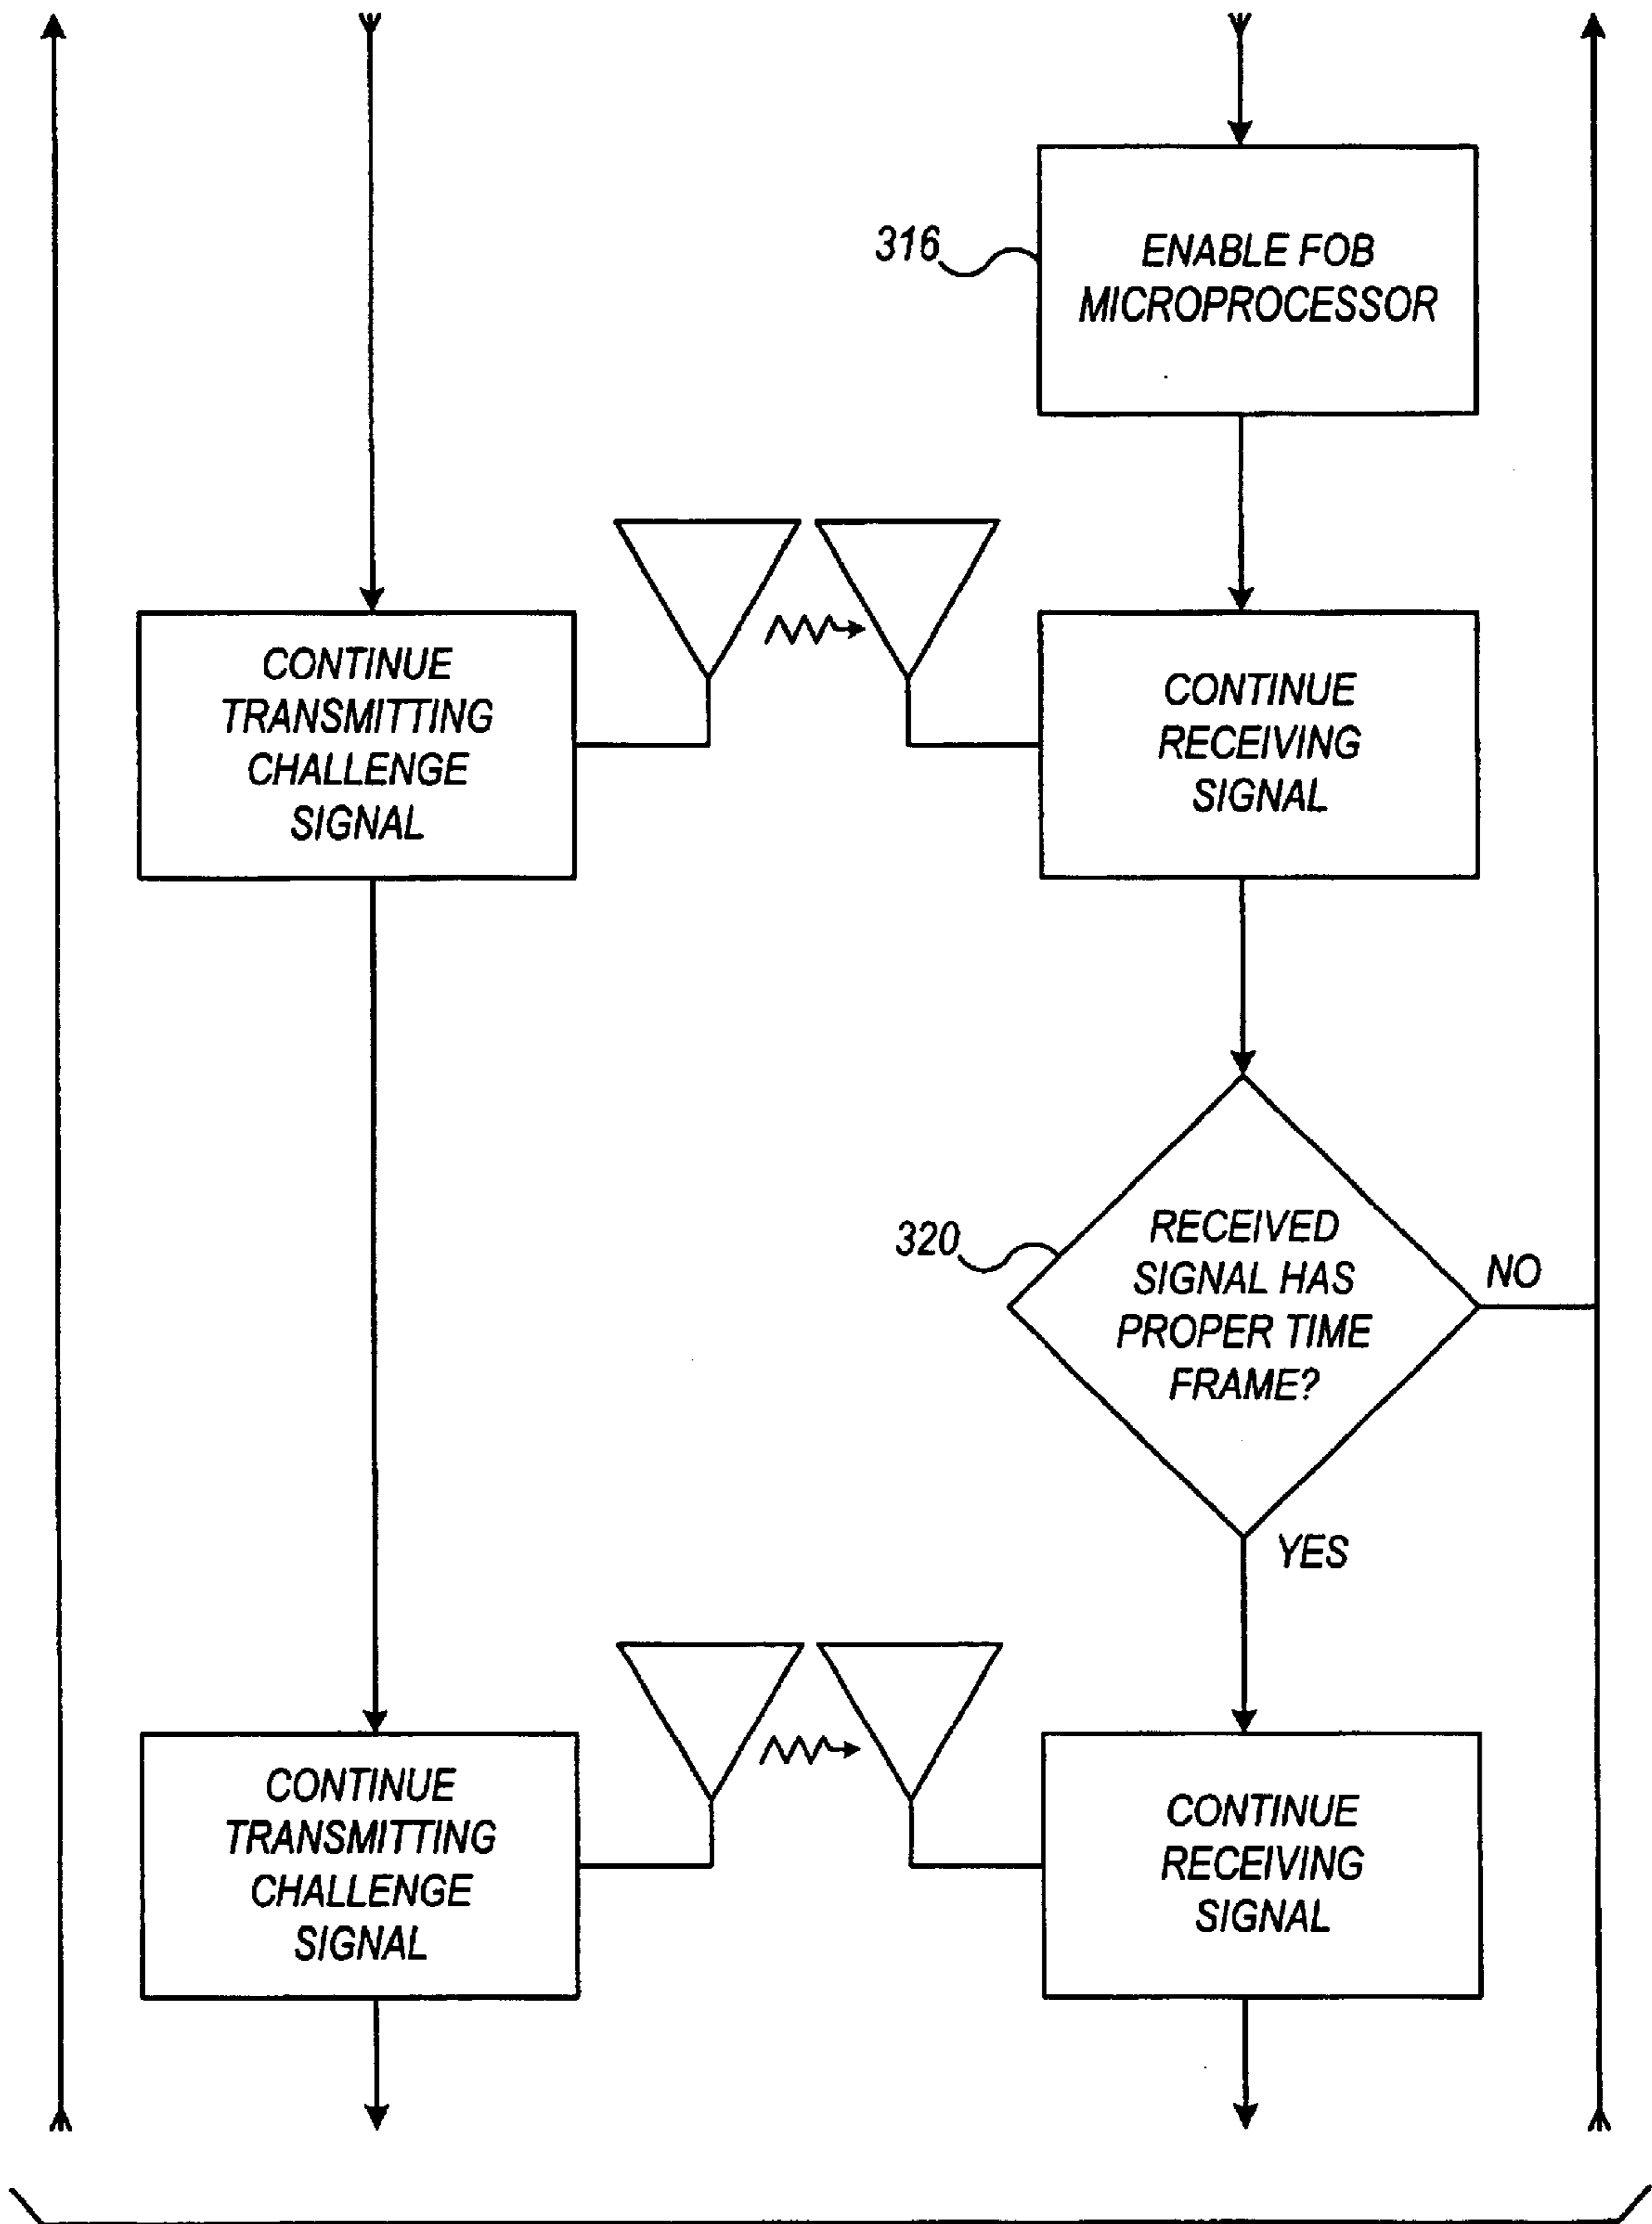 316
ENABLE FOB
MICROPROCESSOR
CONTINUE
TRANSMITTING
CHALLENGE
SIGNAL
CONTINUE
RECEIVING
SIGNAL
320
RECEIVED
SIGNAL HAS
PROPER TIME
FRAME?
NO
YES
CONTINUE
TRANSMITTING
CHALLENGE
SIGNAL
CONTINUE
RECEIVING
SIGNAL